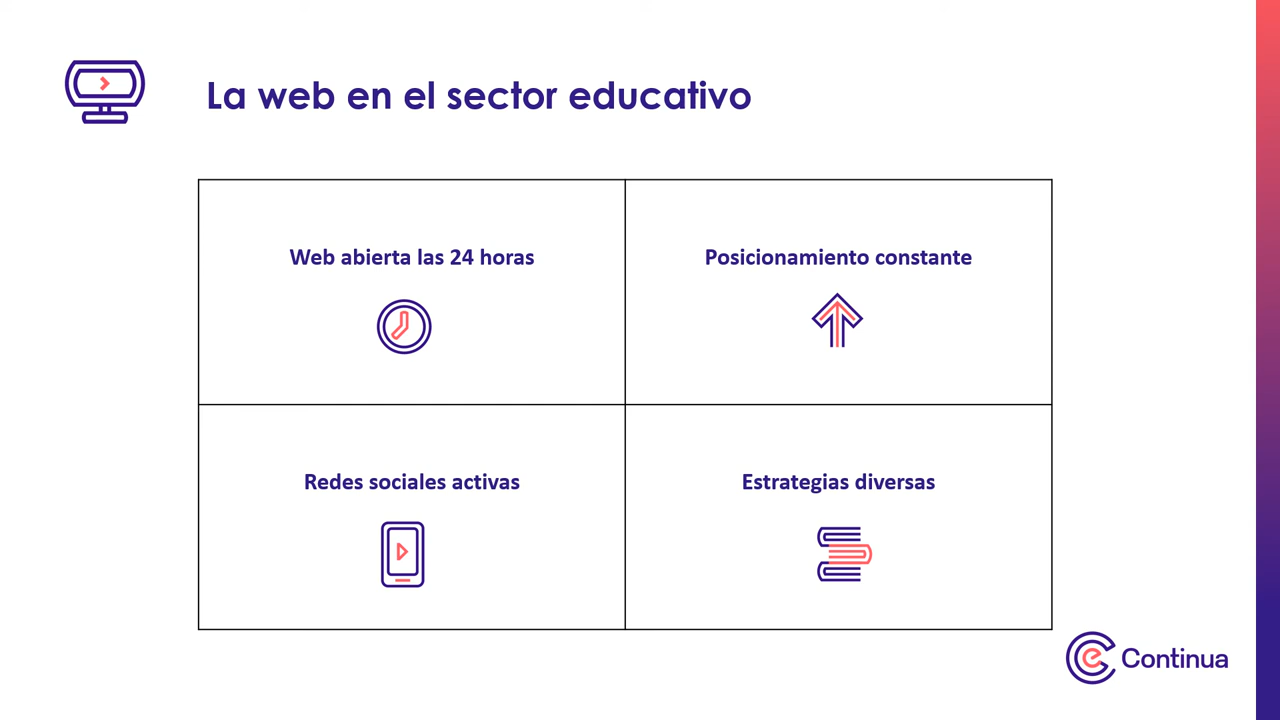 La web en el sector educativo
Web abierta las 24 horas
Posicionamiento constante
Redes sociales activas
Estrategias diversas
Continua